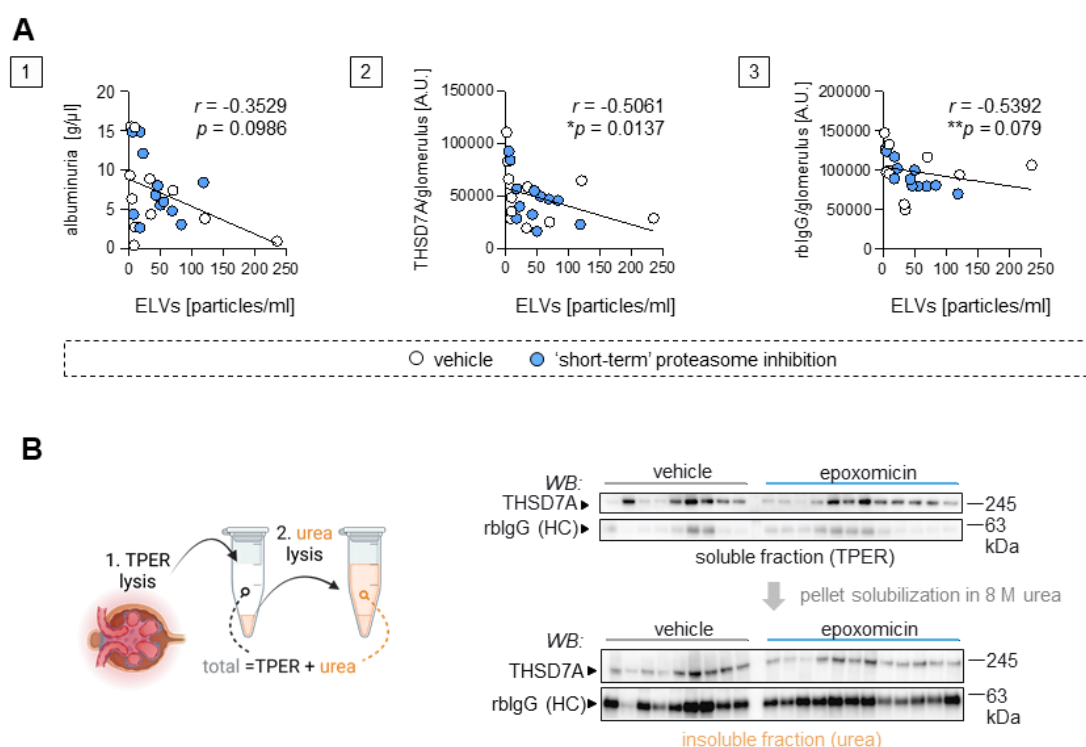 A
1
albuminuria [g/µl]
20
15
10
5
0
0 50 100 150 200 250
ELVs [particles/ml]
r = -0.3529
p = 0.0986
2
THSD7A/glomerulus [A.U.]
150000
100000
50000
0
0 50 100 150 200 250
ELVs [particles/ml]
r = -0.5061
*p = 0.0137
3
rbIgG/glomerulus [A.U.]
200000
150000
100000
50000
0
0 50 100 150 200 250
ELVs [particles/ml]
r = -0.5392
**p = 0.079
vehicle
'short-term' proteasome inhibition
B
1. TPER
lysis
2. urea
lysis
total =TPER + urea
vehicle epoxomicin
WB:
THSD7A
245
rbIgG (HC)
63
kDa
soluble fraction (TPER)
pellet solubilization in 8 M urea
vehicle epoxomicin
WB:
THSD7A
245
rbIgG (HC)
63
kDa
insoluble fraction (urea)